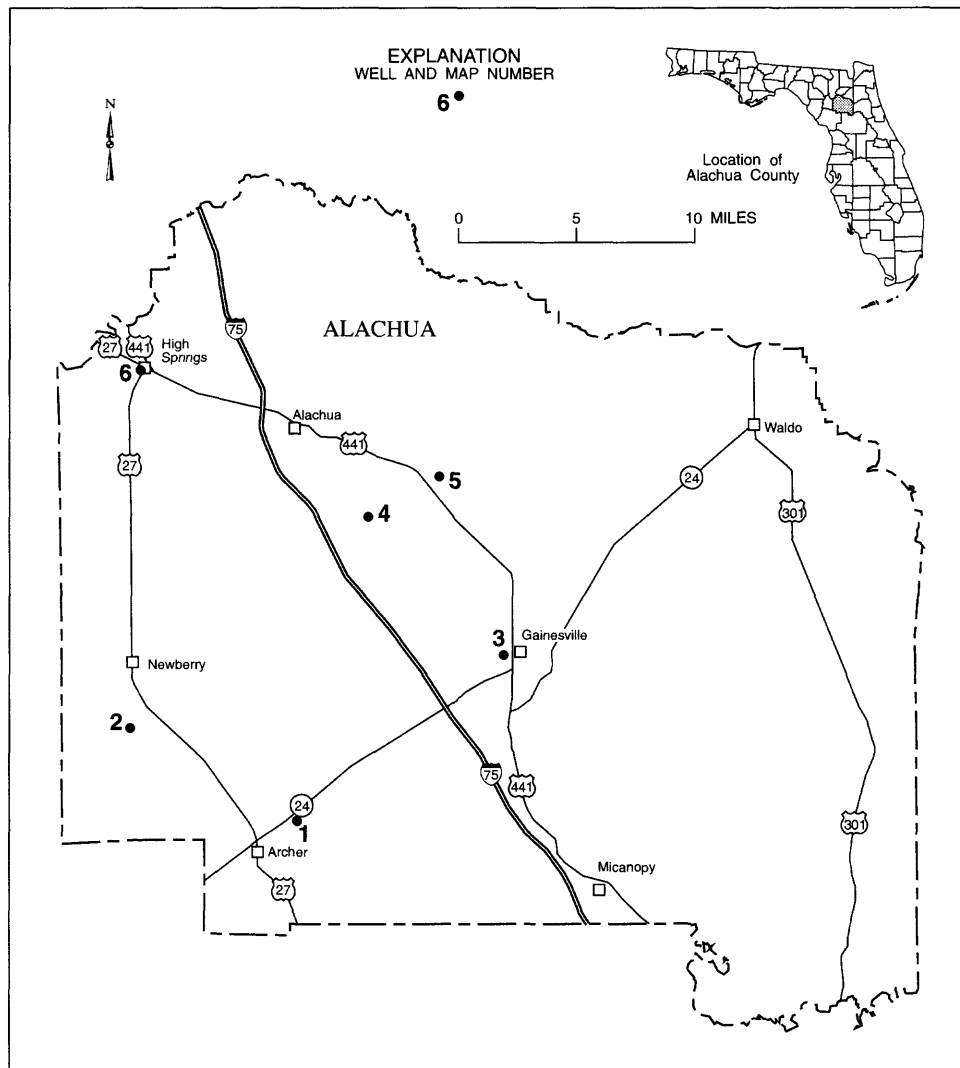 EXPLANATION
WELL AND MAP NUMBER
6
N
Location of
Alachua County
0 5 10 MILES
75
ALACHUA
27 441 High
Springs
6
Alachua
441
Waldo
27
5
24
4
301
3 Gainesville
Newberry
2
75
441
24
1
301
Archer
Micanopy
27